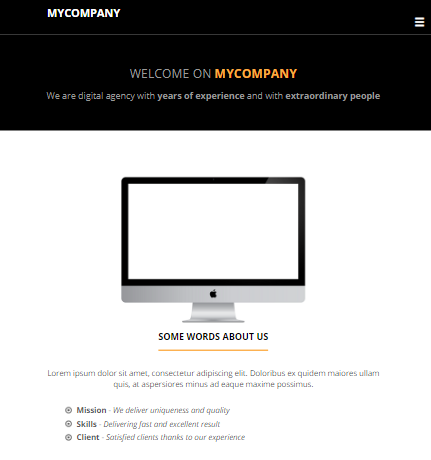 MYCOMPANY
WELCOME ON MYCOMPANY
We are digital agency with years of experience and with extraordinary people
SOME WORDS ABOUT US
Lorem ipsum dolor sit amet, consectetur adipiscing elit. Doloribus ex quidem maiores ullam
quis, at aspersiores minus ad eaque maxime possimus.
Mission - We deliver uniqueness and quality
Skills - Delivering fast and excellent result
Client - Satisfied clients thanks to our experience